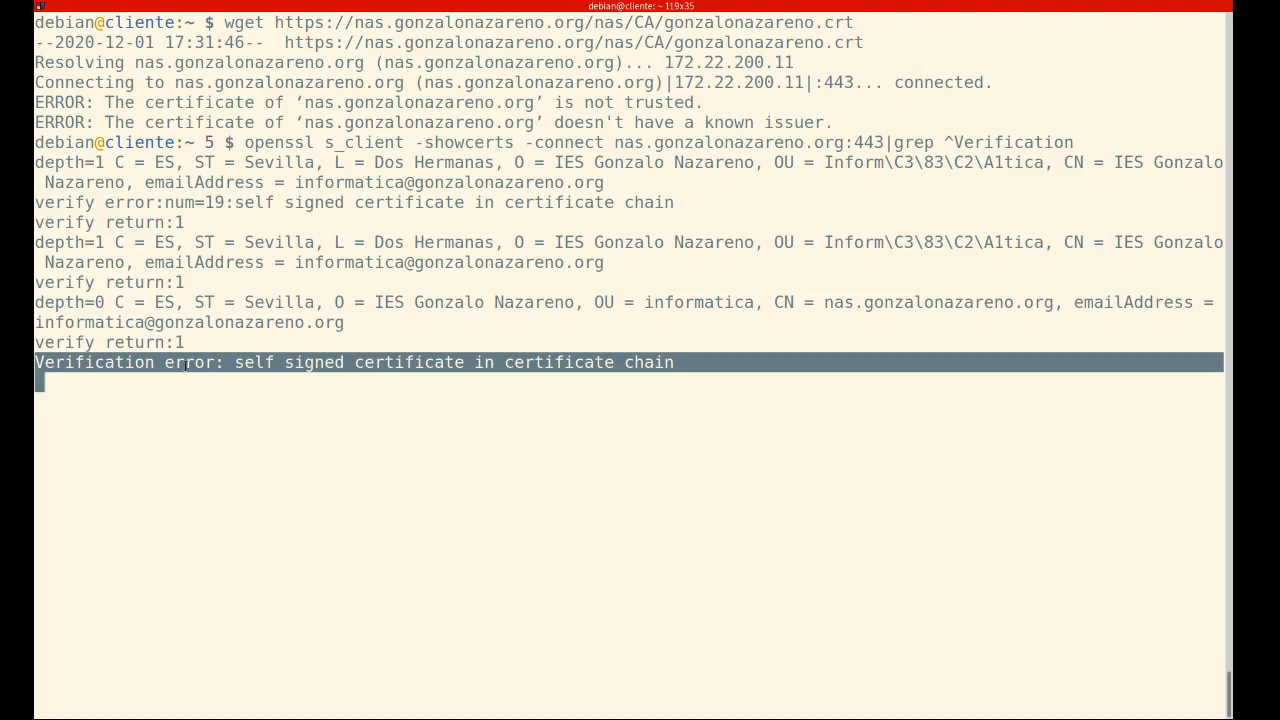 debian@cliente: ~ 119x35
debian@cliente:~ $ wget https://nas.gonzalonazareno.org/nas/CA/gonzalonazareno.crt
--2020-12-01 17:31:46--  https://nas.gonzalonazareno.org/nas/CA/gonzalonazareno.crt
Resolving nas.gonzalonazareno.org (nas.gonzalonazareno.org)... 172.22.200.11
Connecting to nas.gonzalonazareno.org (nas.gonzalonazareno.org)|172.22.200.11|:443... connected.
ERROR: The certificate of ‘nas.gonzalonazareno.org’ is not trusted.
ERROR: The certificate of ‘nas.gonzalonazareno.org’ doesn't have a known issuer.
debian@cliente:~ 5 $ openssl s_client -showcerts -connect nas.gonzalonazareno.org:443|grep ^Verification
depth=1 C = ES, ST = Sevilla, L = Dos Hermanas, O = IES Gonzalo Nazareno, OU = Inform\C3\83\C2\A1tica, CN = IES Gonzalo
 Nazareno, emailAddress = informatica@gonzalonazareno.org
verify error:num=19:self signed certificate in certificate chain
verify return:1
depth=1 C = ES, ST = Sevilla, L = Dos Hermanas, O = IES Gonzalo Nazareno, OU = Inform\C3\83\C2\A1tica, CN = IES Gonzalo
 Nazareno, emailAddress = informatica@gonzalonazareno.org
verify return:1
depth=0 C = ES, ST = Sevilla, O = IES Gonzalo Nazareno, OU = informatica, CN = nas.gonzalonazareno.org, emailAddress =
informatica@gonzalonazareno.org
verify return:1
Verification error: self signed certificate in certificate chain